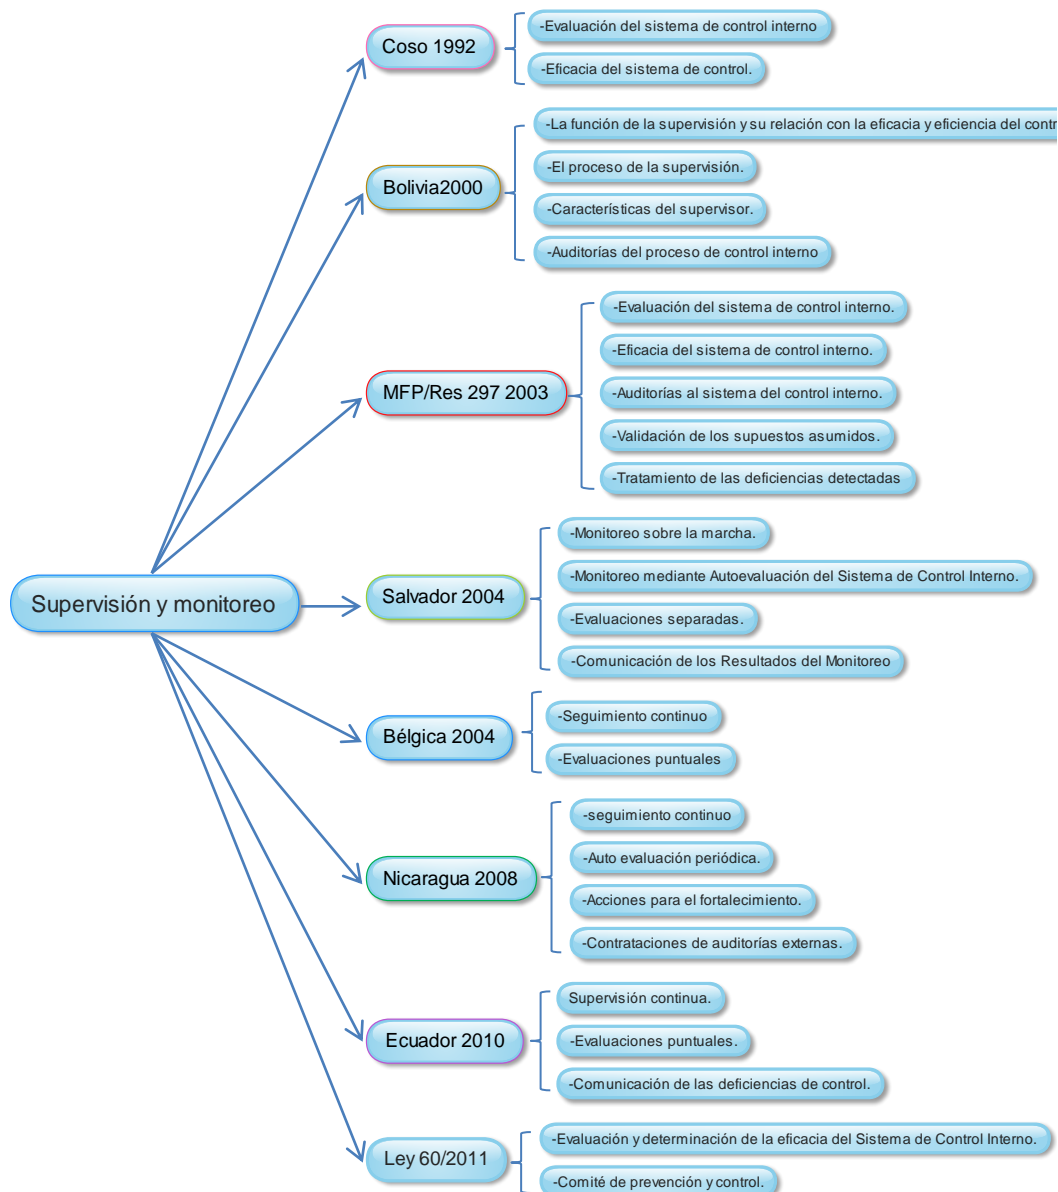 Supervisión y monitoreo
Coso 1992
-Evaluación del sistema de control interno
-Eficacia del sistema de control.
Bolivia2000
-La función de la supervisión y su relación con la eficacia y eficiencia del
-El proceso de la supervisión.
-Características del supervisor.
-Auditorías del proceso de control interno
MFP/Res 297 2003
-Evaluación del sistema de control interno.
-Eficacia del sistema de control interno.
-Auditorías al sistema del control interno.
-Validación de los supuestos asumidos.
-Tratamiento de las deficiencias detectadas
Salvador 2004
-Monitoreo sobre la marcha.
-Monitoreo mediante Autoevaluación del Sistema de Control Interno.
-Evaluaciones separadas.
-Comunicación de los Resultados del Monitoreo
Bélgica 2004
-Seguimiento continuo
-Evaluaciones puntuales
Nicaragua 2008
-seguimiento continuo
-Auto evaluación periódica.
-Acciones para el fortalecimiento.
-Contrataciones de auditorías externas.
Ecuador 2010
Supervisión continua.
-Evaluaciones puntuales.
-Comunicación de las deficiencias de control.
Ley 60/2011
-Evaluación y determinación de la eficacia del Sistema de Control Interno.
-Comité de prevención y control.